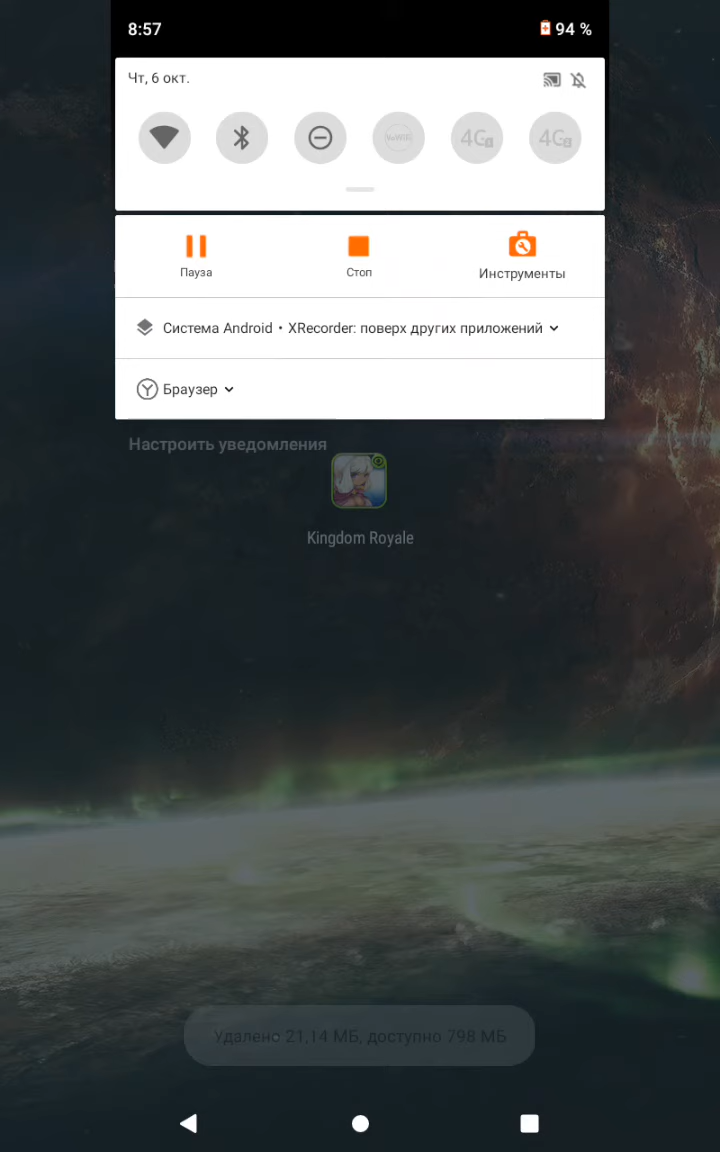 8:57
94 %
Чт, 6 окт.
VoWiFi
4G
4G
Пауза
Стоп
Инструменты
Система Android • XRecorder: поверх других приложений
Браузер
Настроить уведомления
Kingdom Royale
Удалено 21,14 МБ, доступно 798 МБ